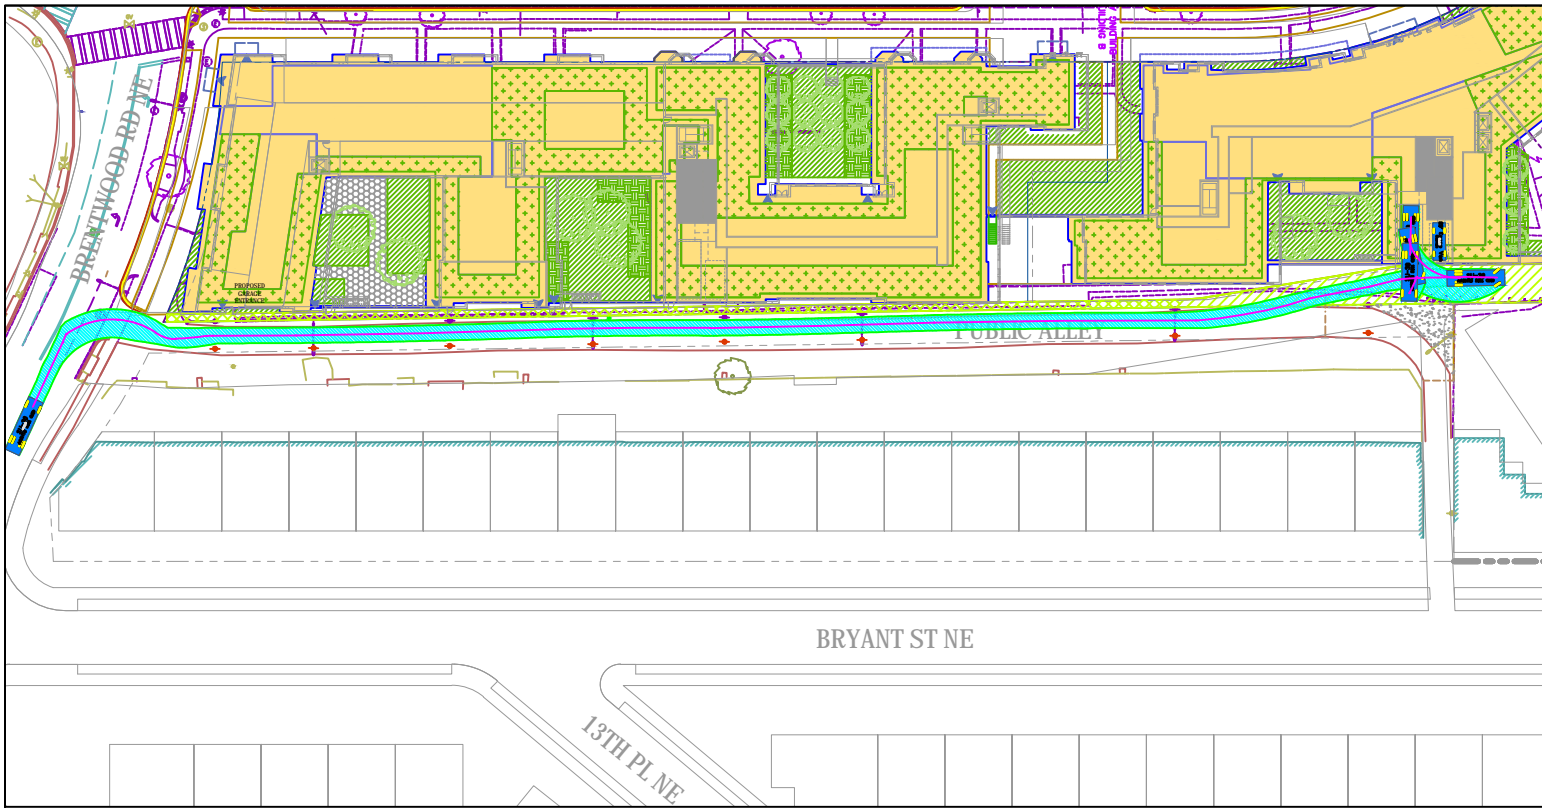 BRENTWOOD RD NE
PROPOSED
GARAGE
ENTRANCE
PUBLIC ALLEY
BRYANT ST NE
13TH PL NE